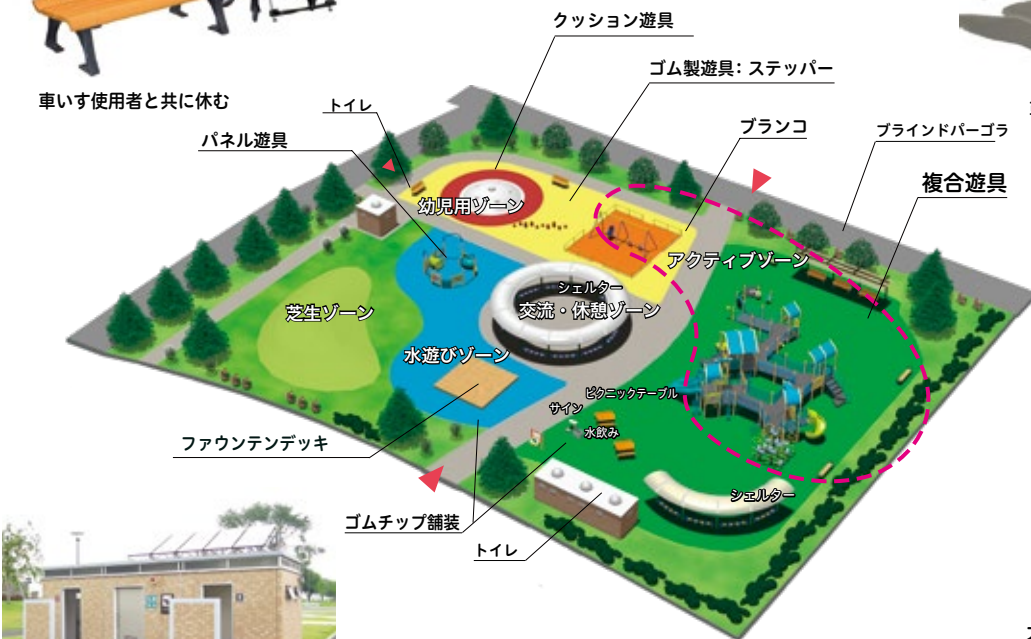 クッション遊具
ゴム製遊具：ステッパー
車いす使用者と共に休む
トイレ
ブランコ
ブラインドパーゴラ
パネル遊具
複合遊具
幼児用ゾーン
アクティブゾーン
シェルター
芝生ゾーン
交流・休憩ゾーン
水遊びゾーン
ピクニックテーブル
サイン
水飲み
ファウンテンデッキ
シェルター
ゴムチップ舗装
トイレ